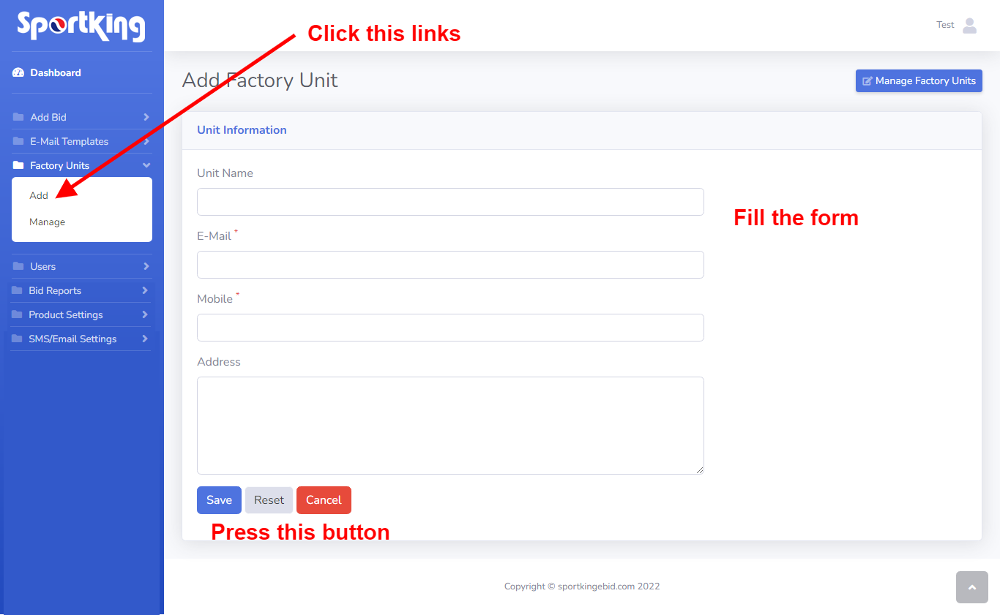 Sportking
Click this links
Test
Dashboard
Add Factory Unit
Manage Factory Units
Add Bid
E-Mail Templates
Factory Units
Add
Manage
Users
Bid Reports
Product Settings
SMS/Email Settings
Unit Information
Unit Name
Fill the form
E-Mail *
Mobile *
Address
Save Reset Cancel
Press this button
Copyright © sportkingebid.com 2022